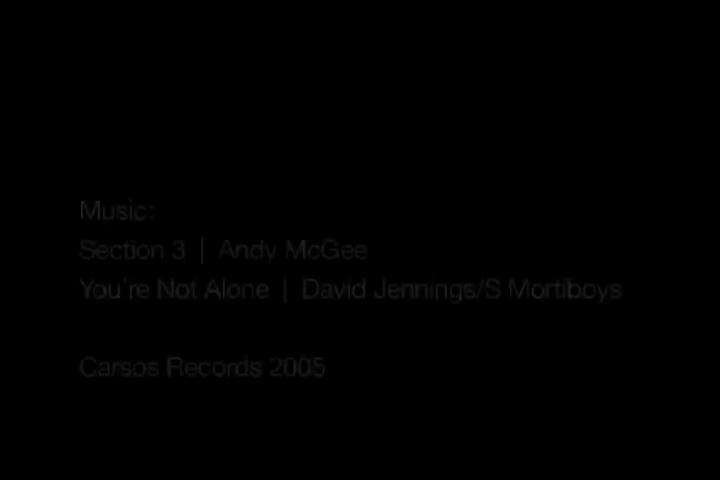 Music:
Section 3 | Andy McGee
You're Not Alone | David Jennings/S Mortiboys
Carsos Records 2005